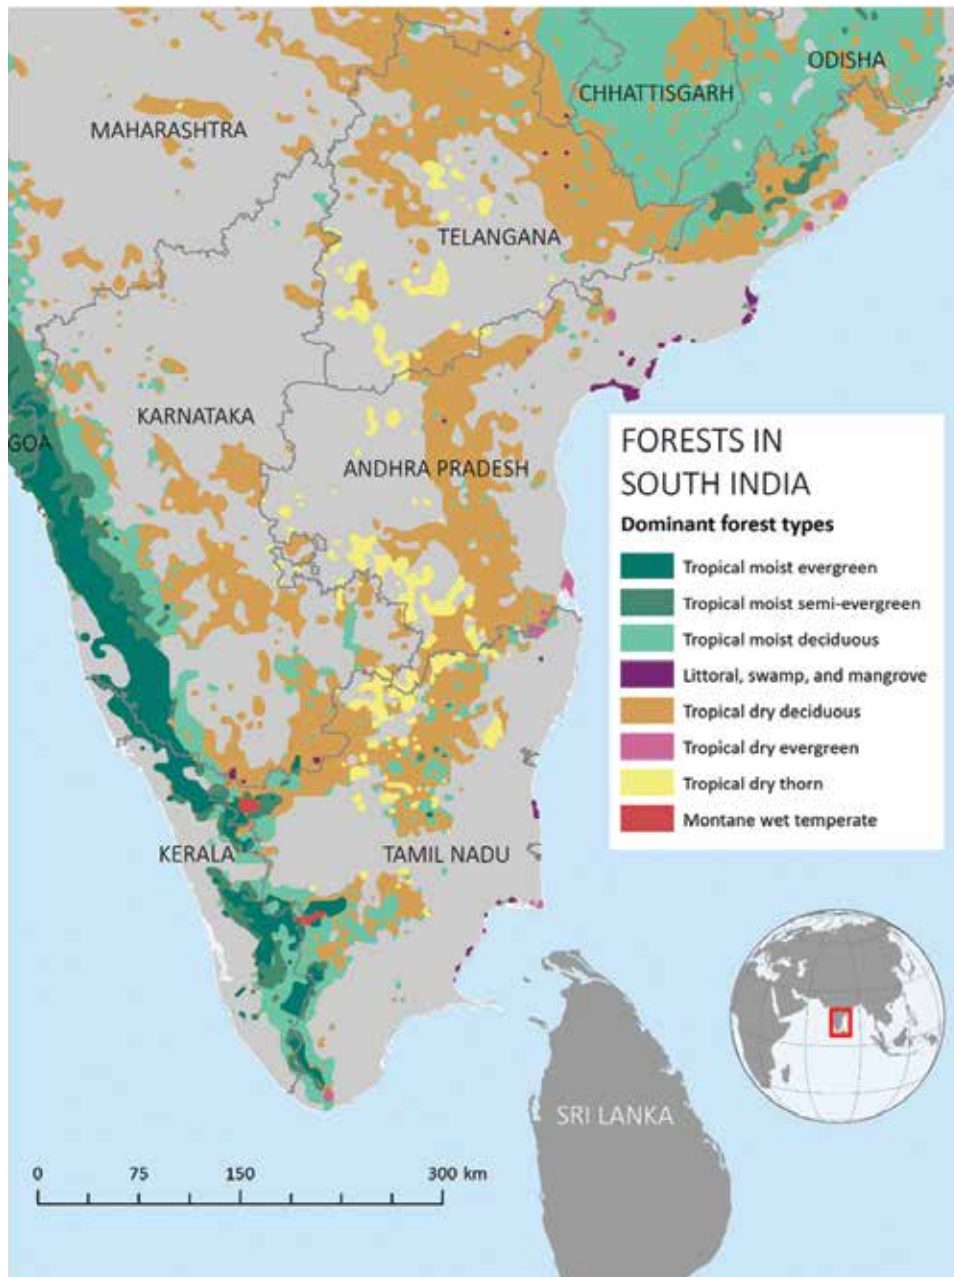 CHHATTISGARH
ODISHA
MAHARASHTRA
TELANGANA
KARNATAKA
GOA
ANDHRA PRADESH
FORESTS IN
SOUTH INDIA
Dominant forest types
Tropical moist evergreen
Tropical moist semi-evergreen
Tropical moist deciduous
Littoral, swamp, and mangrove
Tropical dry deciduous
Tropical dry evergreen
Tropical dry thorn
Montane wet temperate
KERALA
TAMIL NADU
SRI LANKA
0 75 150 300 km